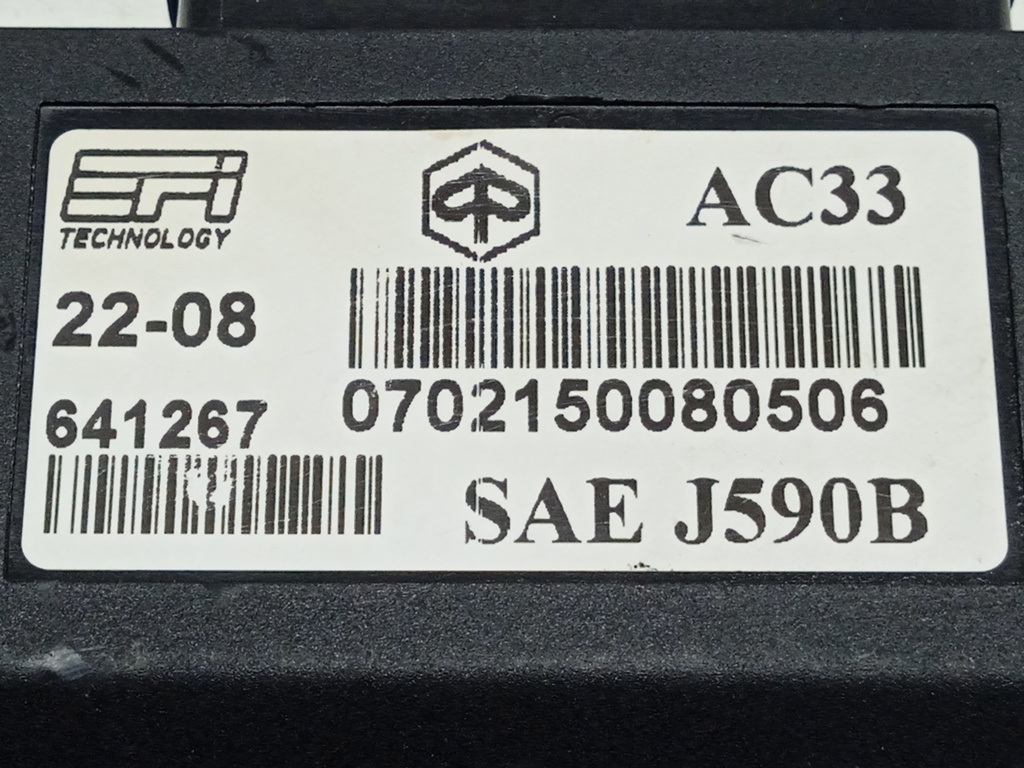 EFI
TECHNOLOGY
AC33
22-08
0702150080506
641267
SAE J590B